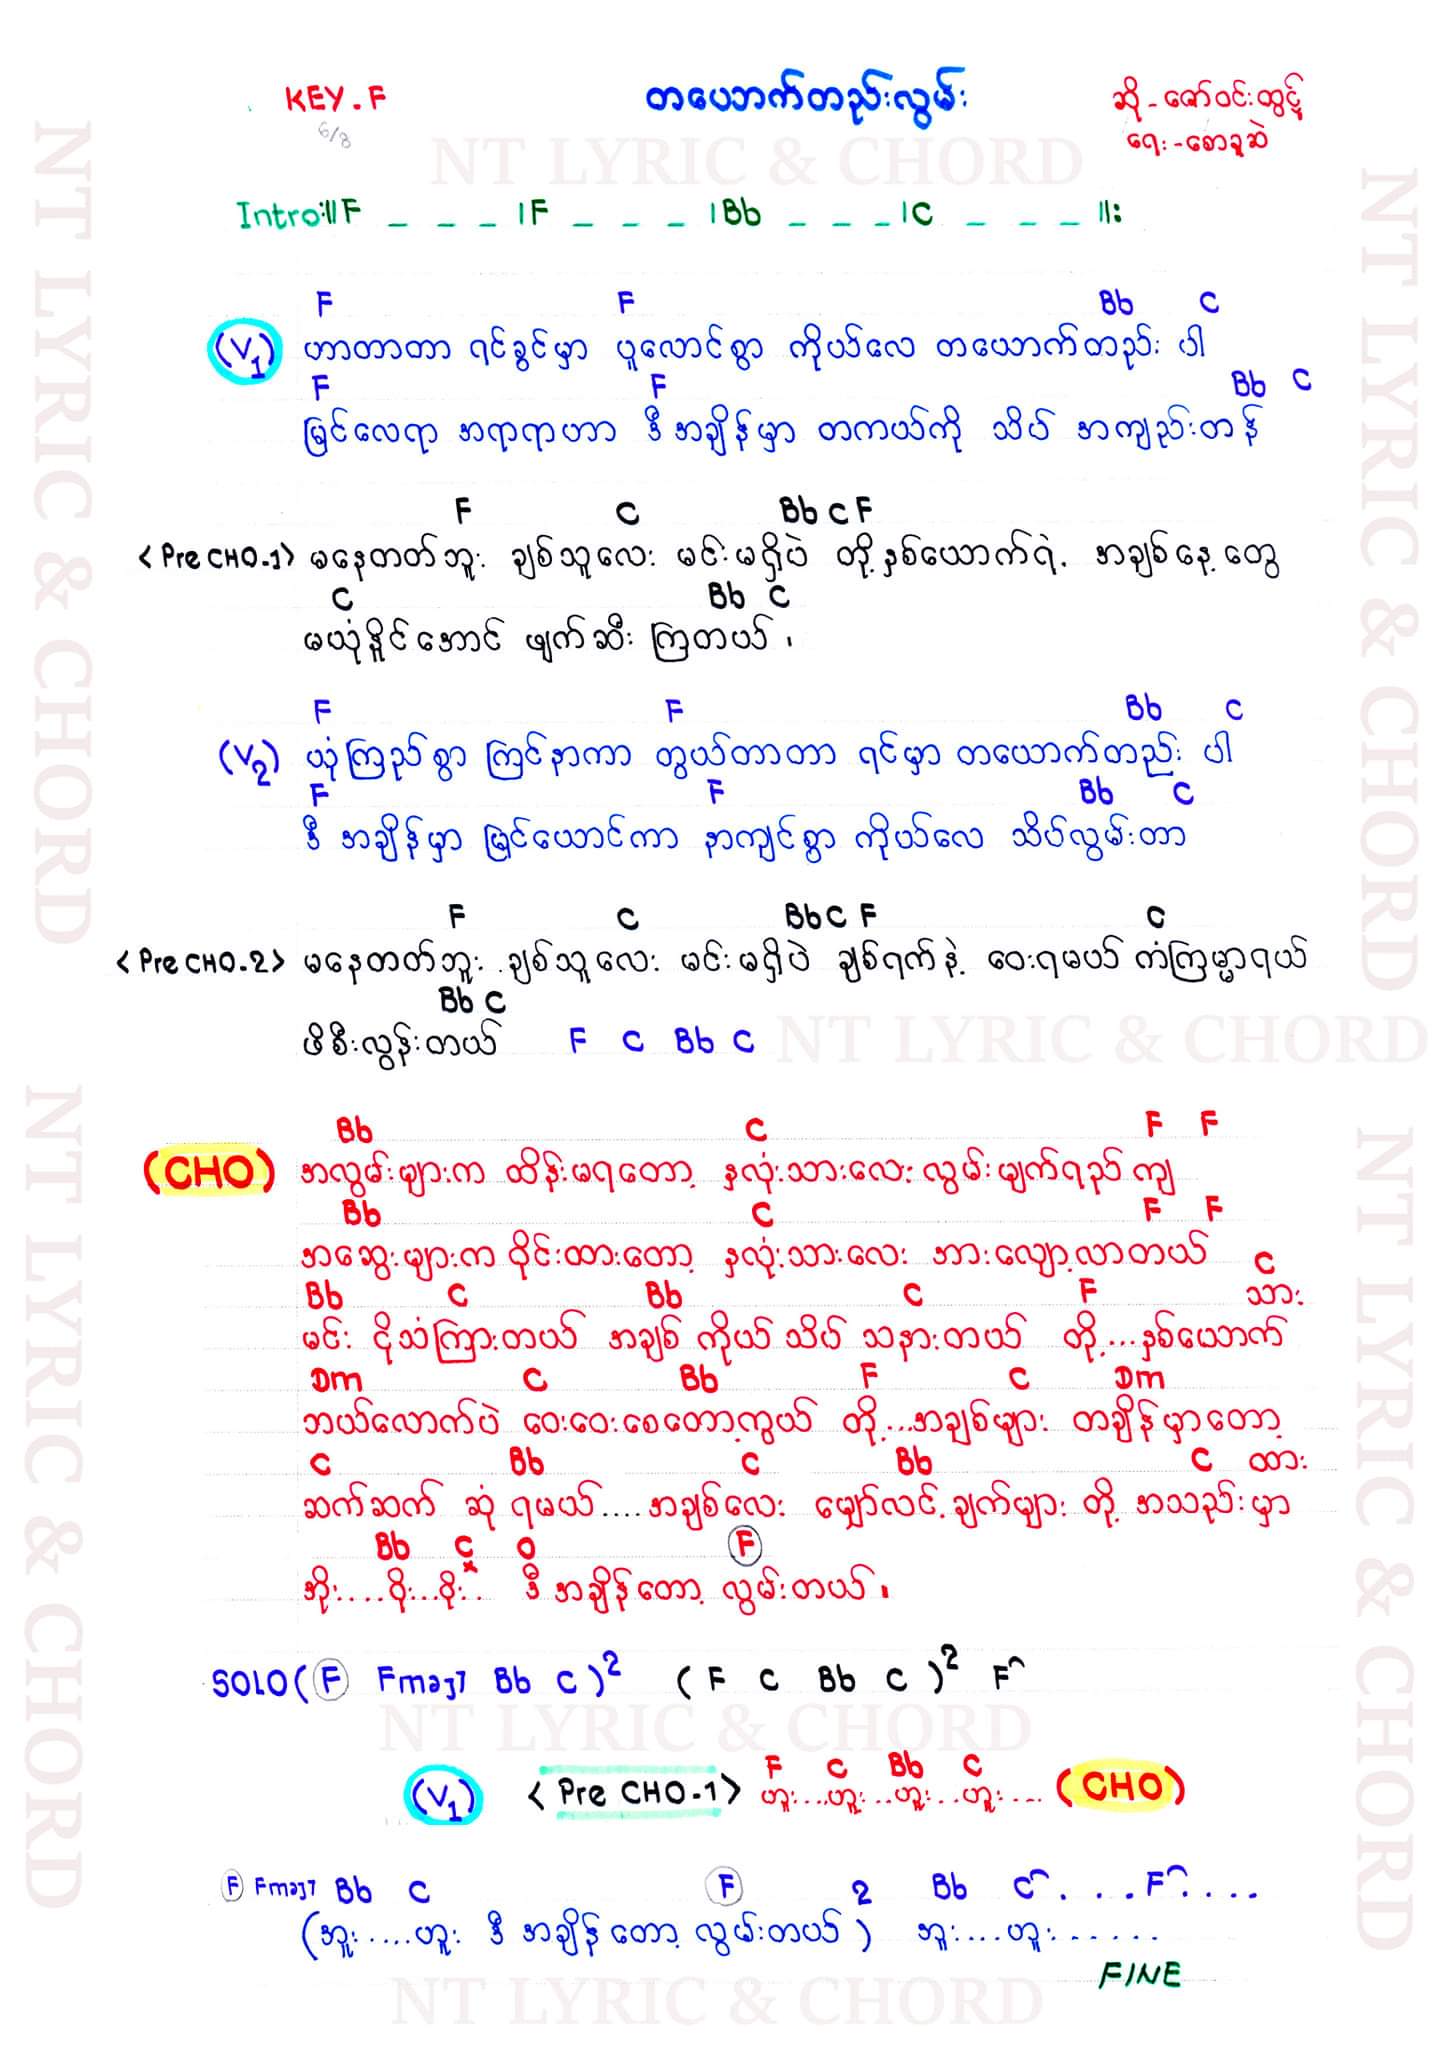 KEY.F
6/8
တယောက်တည်းလွမ်း
ဆို - ဇော်ဝင်းထွဋ်
ရေး - စောခူဆဲ
NT LYRIC & CHORD
Intro:||F _ _ _ |F _ _ _ |Bb _ _ _ |C _ _ _ ||:
F F Bb C
(V1) ဟာတာတာ ရင်ခွင်မှာ ပူလောင်စွာ ကိုယ်လေ တယောက်တည်း ပါ
F F Bb C
မြင်လေရာ အရာရာဟာ ဒီအချိန်မှာ တကယ်ကို သိပ် အကျည်းတန်
F C Bb C F
<Pre CHO.1> မနေတတ်ဘူး ချစ်သူလေး မင်းမရှိပဲ တို့နှစ်ယောက်ရဲ့ အချစ်နေ့တွေ
C Bb C
မယုံနိူင်အောင် ဖျက်ဆီး ကြတယ်၊
F F Bb C
(V2) ယုံကြည်စွာ ကြင်နာကာ တွယ်တာတာ ရင်မှာ တယောက်တည်း ပါ
F F Bb C
ဒီ အချိန်မှာ မြင်ယောင်ကာ နာကျင်စွာ ကိုယ်လေ သိပ်လွမ်းတာ
F C Bb C F C
<Pre CHO.2> မနေတတ်ဘူး ချစ်သူလေး မင်းမရှိပဲ ချစ်ရက်နဲ့ ဝေးရမယ် ကံကြမ္မာရယ်
Bb C
ဖိစီးလွန်းတယ် F C Bb C
NT LYRIC & CHORD
Bb C F F
(CHO) အလွမ်းများက ထိန်းမရတော့ နှလုံးသားလေး လွမ်းမျက်ရည် ကျ
Bb C F F
အဆွေးများက ဝိုင်းထားတော့ နှလုံးသားလေး အားလျော့လာတယ်
Bb C Bb C F C သား
မင်း ငိုသံကြားတယ် အချစ် ကိုယ် သိပ် သနားတယ် တို့...နှစ်ယောက်
Dm C Bb F C Dm
ဘယ်လောက်ပဲ ဝေးဝေးစေတော့ကွယ် တို့...အချစ်များ တချိန်မှာတော့
C Bb C Bb C ထား
ဆက်ဆက် ဆုံ ရမယ်....အချစ်လေး မျှော်လင့်ချက်များ တို့ အသည်းမှာ
Bb C O F
အိုး....ဝိုး...ဝိုး.. ဒီအချိန်တော့ လွမ်းတယ်၊
SOLO (F Fmaj7 Bb C)2 (F C Bb C)2 F
NT LYRIC & CHORD
F C Bb C
(V1) <Pre CHO-1> ဟူး...ဟူး...ဟူး...ဟူး.... (CHO)
F Fmaj7 Bb C F 2 Bb C....F....
(အူး....ဟူး ဒီ အချိန်တော့ လွမ်းတယ်) အူး....ဟူး......
FINE
NT LYRIC & CHORD
NT LYRIC & CHORD
NT LYRIC & CHORD
NT LYRIC & CHORD
NT LYRIC & CHORD